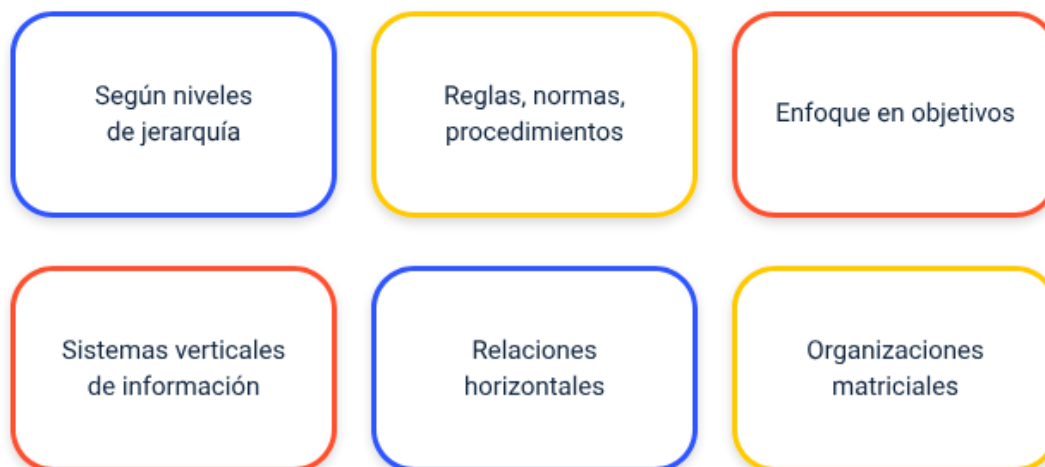 Según niveles
de jerarquía
Reglas, normas,
procedimientos
Enfoque en objetivos
Sistemas verticales
de información
Relaciones
horizontales
Organizaciones
matriciales